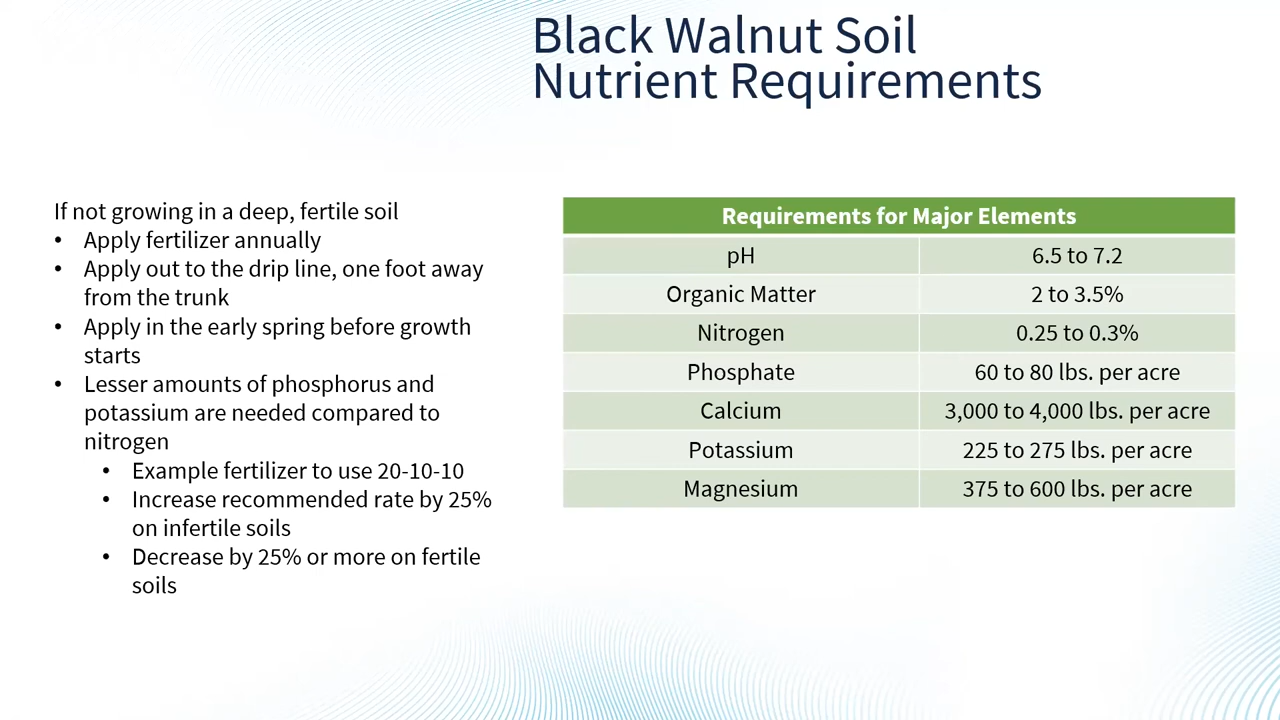 Black Walnut Soil
Nutrient Requirements
If not growing in a deep, fertile soil
• Apply fertilizer annually
• Apply out to the drip line, one foot away
from the trunk
• Apply in the early spring before growth
starts
• Lesser amounts of phosphorus and
potassium are needed compared to
nitrogen
• Example fertilizer to use 20-10-10
• Increase recommended rate by 25%
on infertile soils
• Decrease by 25% or more on fertile
soils
Requirements for Major Elements
pH 6.5 to 7.2
Organic Matter 2 to 3.5%
Nitrogen 0.25 to 0.3%
Phosphate 60 to 80 lbs. per acre
Calcium 3,000 to 4,000 lbs. per acre
Potassium 225 to 275 lbs. per acre
Magnesium 375 to 600 lbs. per acre